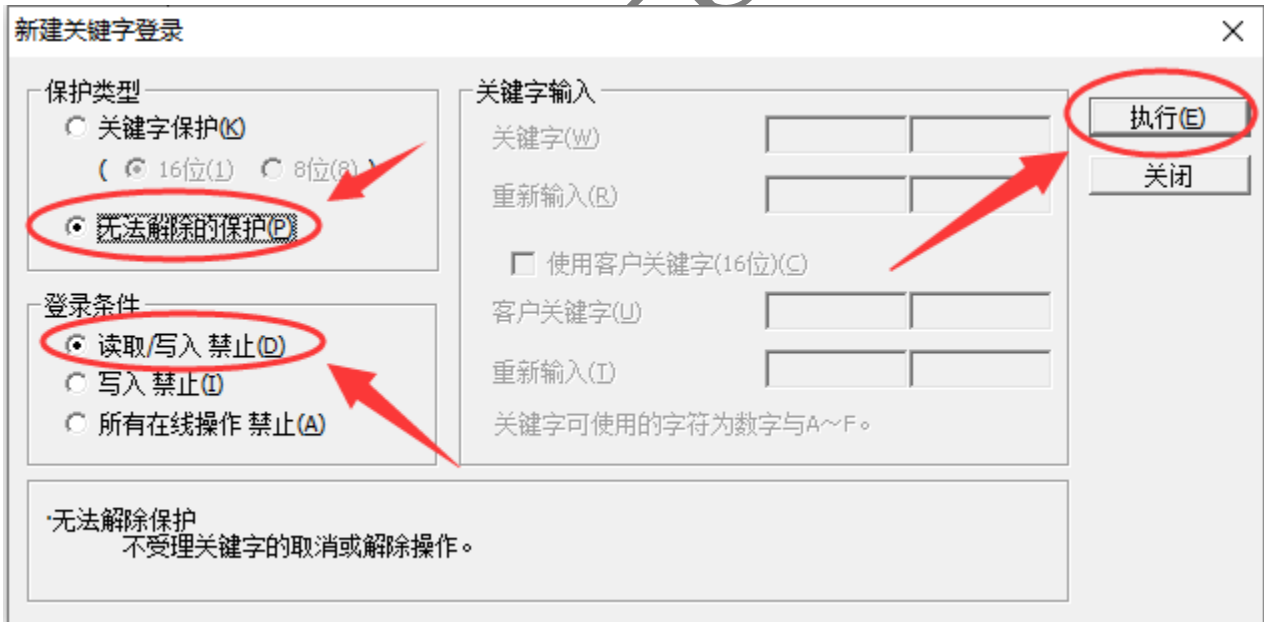 新建关键字登录
保护类型
关键字保护(K)
( 16位(1) 8位(8) )
无法解除的保护(P)
登录条件
读取/写入 禁止(D)
写入 禁止(I)
所有在线操作 禁止(A)
关键字输入
关键字(W)
重新输入(R)
使用客户关键字(16位)(C)
客户关键字(U)
重新输入(T)
关键字可使用的字符为数字与A～F。
执行(E)
关闭
·无法解除保护
不受理关键字的取消或解除操作。